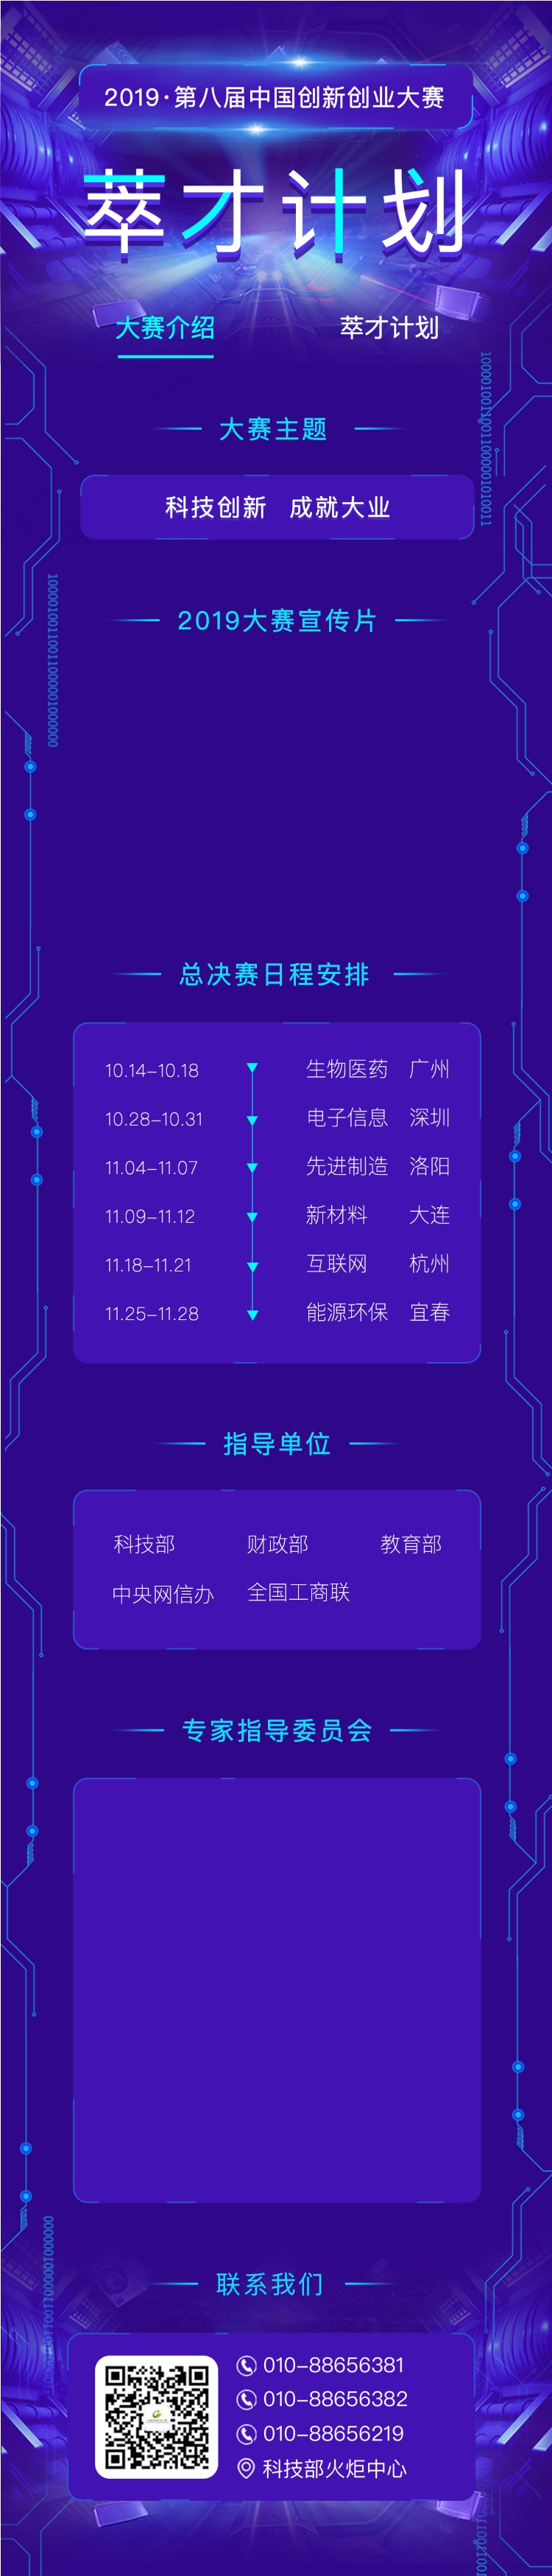 2019·第八届中国创新创业大赛
萃才计划
大赛介绍 萃才计划
大赛主题
科技创新 成就大业
2019大赛宣传片
总决赛日程安排
10.14-10.18 生物医药 广州
10.28-10.31 电子信息 深圳
11.04-11.07 先进制造 洛阳
11.09-11.12 新材料 大连
11.18-11.21 互联网 杭州
11.25-11.28 能源环保 宜春
指导单位
科技部 财政部 教育部
中央网信办 全国工商联
专家指导委员会
联系我们
010-88656381
010-88656382
010-88656219
科技部火炬中心